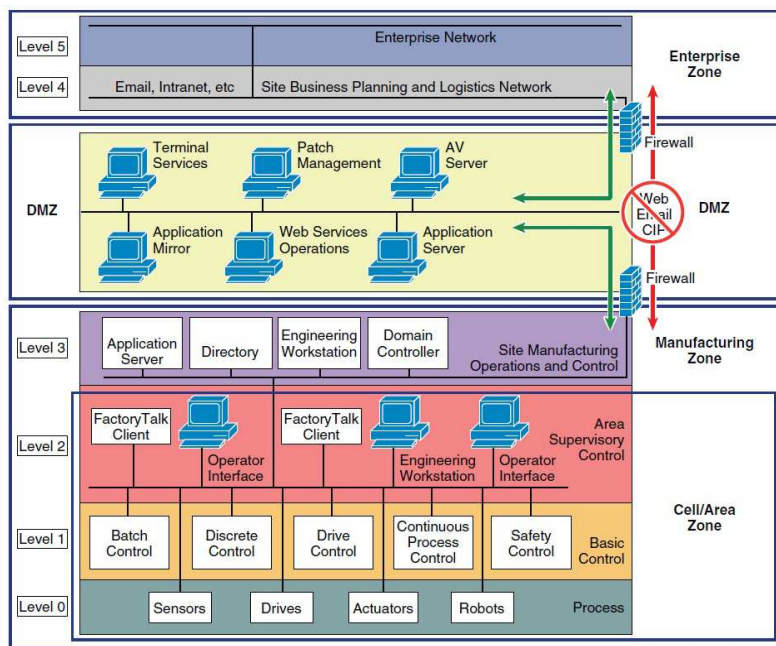 Level 5
Enterprise Network
Enterprise
Zone
Level 4
Email, Intranet, etc
Site Business Planning and Logistics Network
Firewall
Terminal
Services
Patch
Management
AV
Server
DMZ
Web
Email
CIP
DMZ
Application
Mirror
Web Services
Operations
Application
Server
Firewall
Level 3
Application
Server
Directory
Engineering
Workstation
Domain
Controller
Site Manufacturing
Operations and Control
Manufacturing
Zone
Level 2
FactoryTalk
Client
Operator
Interface
FactoryTalk
Client
Engineering
Workstation
Operator
Interface
Area
Supervisory
Control
Cell/Area
Zone
Level 1
Batch
Control
Discrete
Control
Drive
Control
Continuous
Process
Control
Safety
Control
Basic
Control
Level 0
Sensors
Drives
Actuators
Robots
Process